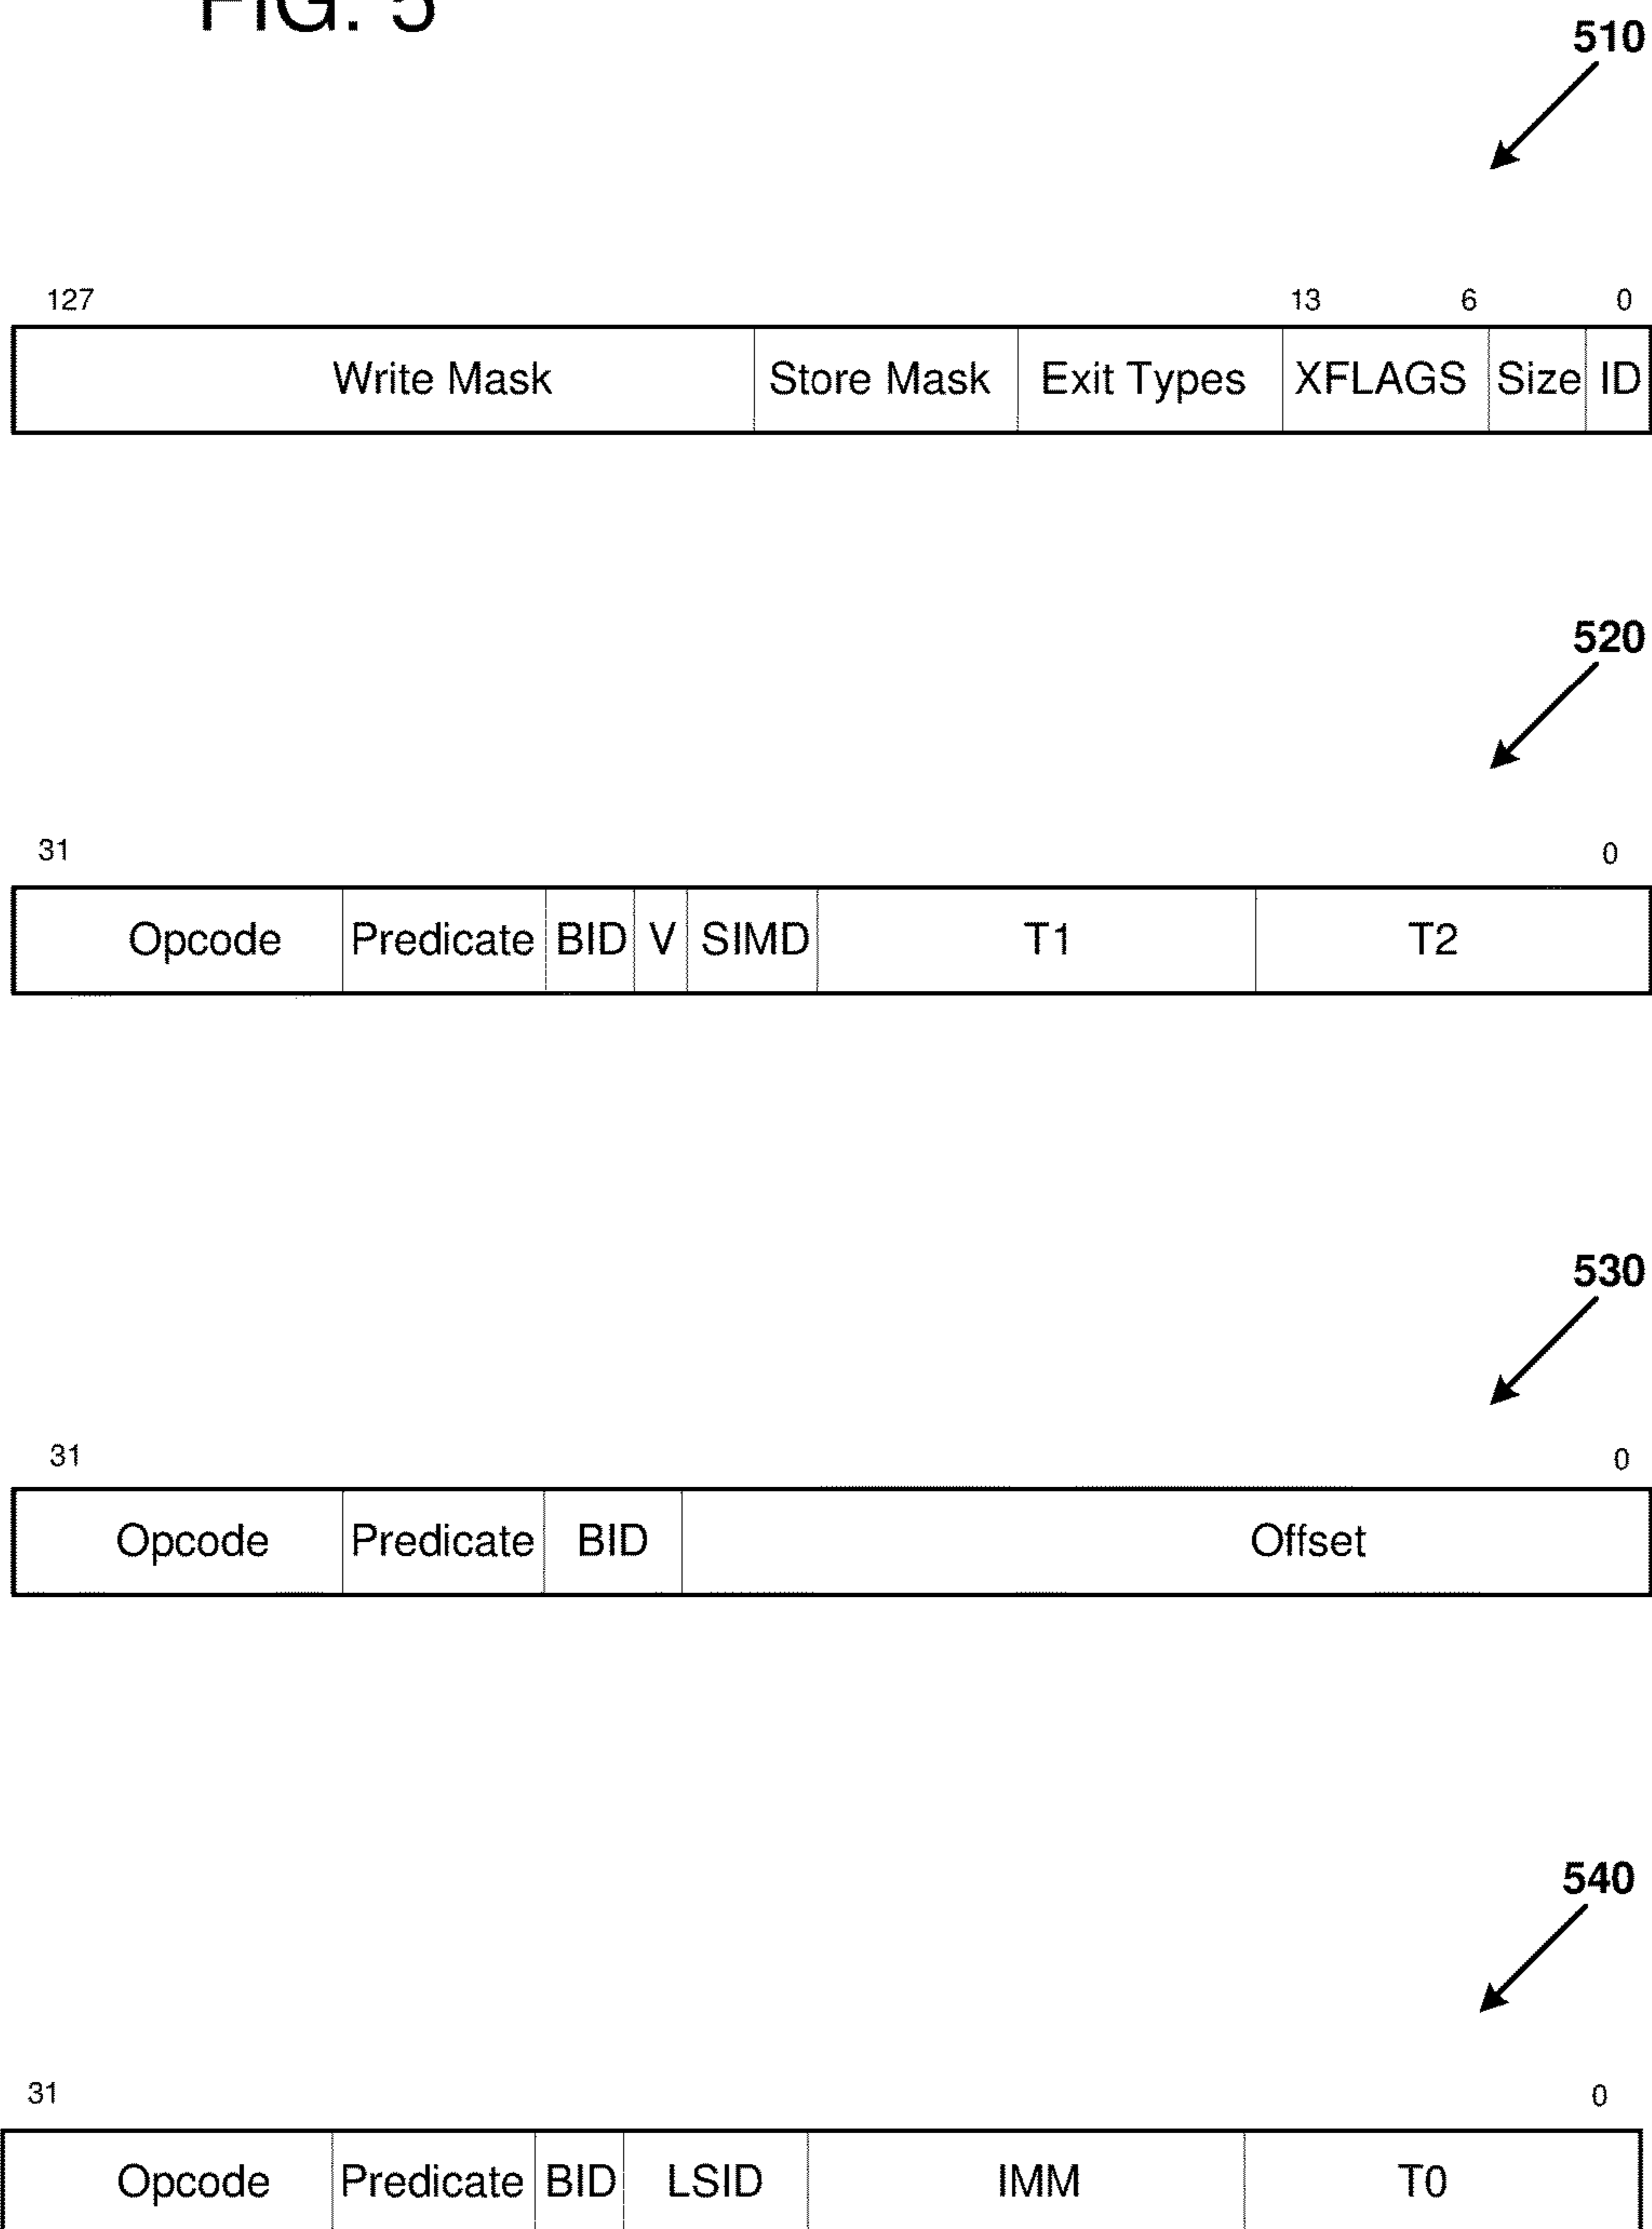 FIG. 5
510
127 13 6 0
Write Mask Store Mask Exit Types XFLAGS Size ID
520
31 0
Opcode Predicate BID V SIMD T1 T2
530
31 0
Opcode Predicate BID Offset
540
31 0
Opcode Predicate BID LSID IMM T0